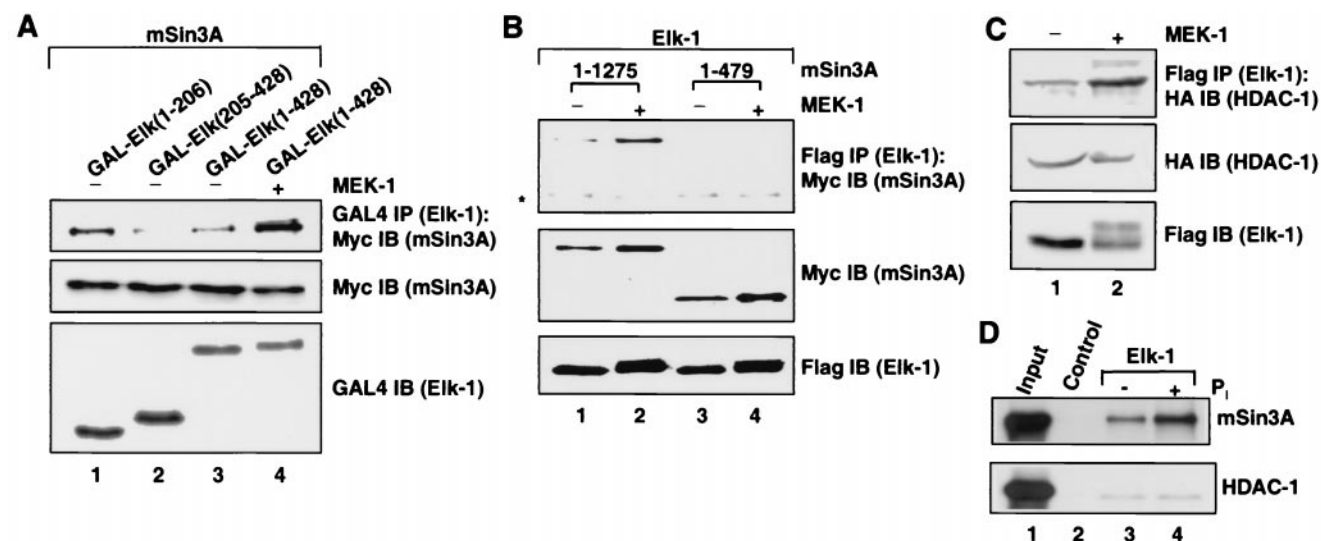 A
mSin3A
GAL-Elk(1-206)
GAL-Elk(205-428)
GAL-Elk(1-428)
GAL-Elk(1-428)
– – – + MEK-1
GAL4 IP (Elk-1):
Myc IB (mSin3A)
Myc IB (mSin3A)
GAL4 IB (Elk-1)
1 2 3 4
B
Elk-1
1-1275 1-479 mSin3A
– + – + MEK-1
Flag IP (Elk-1):
Myc IB (mSin3A)
*
Myc IB (mSin3A)
Flag IB (Elk-1)
1 2 3 4
C
– + MEK-1
Flag IP (Elk-1):
HA IB (HDAC-1)
HA IB (HDAC-1)
Flag IB (Elk-1)
1 2
D
Input
Control
Elk-1
- + PI
mSin3A
HDAC-1
1 2 3 4